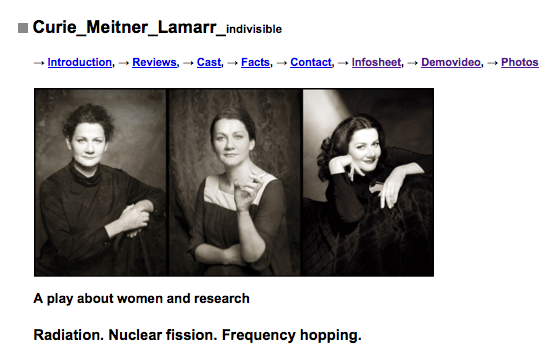 Curie_Meitner_Lamarr_indivisible
→ Introduction, → Reviews, → Cast, → Facts, → Contact, → Infosheet, → Demovideo, → Photos
A play about women and research
Radiation. Nuclear fission. Frequency hopping.